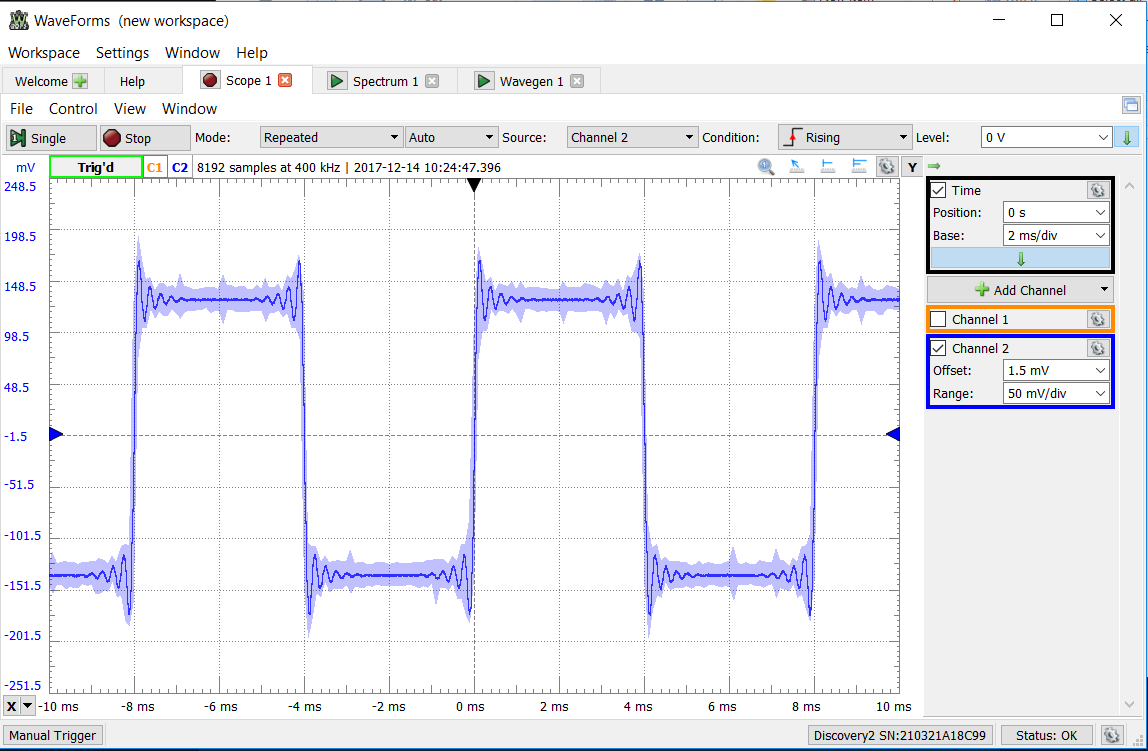 WaveForms (new workspace)
Workspace Settings Window Help
Welcome Help Scope 1 Spectrum 1 Wavegen 1
File Control View Window
Single Stop Mode: Repeated Auto Source: Channel 2 Condition: Rising Level: 0 V
mV Trig'd C1 C2 8192 samples at 400 kHz | 2017-12-14 10:24:47.396 Y
248.5
198.5
148.5
98.5
48.5
-1.5
-51.5
-101.5
-151.5
-201.5
-251.5
Time
Position: 0 s
Base: 2 ms/div
Add Channel
Channel 1
Channel 2
Offset: 1.5 mV
Range: 50 mV/div
X -10 ms -8 ms -6 ms -4 ms -2 ms 0 ms 2 ms 4 ms 6 ms 8 ms 10 ms
Manual Trigger Discovery2 SN:210321A18C99 Status: OK